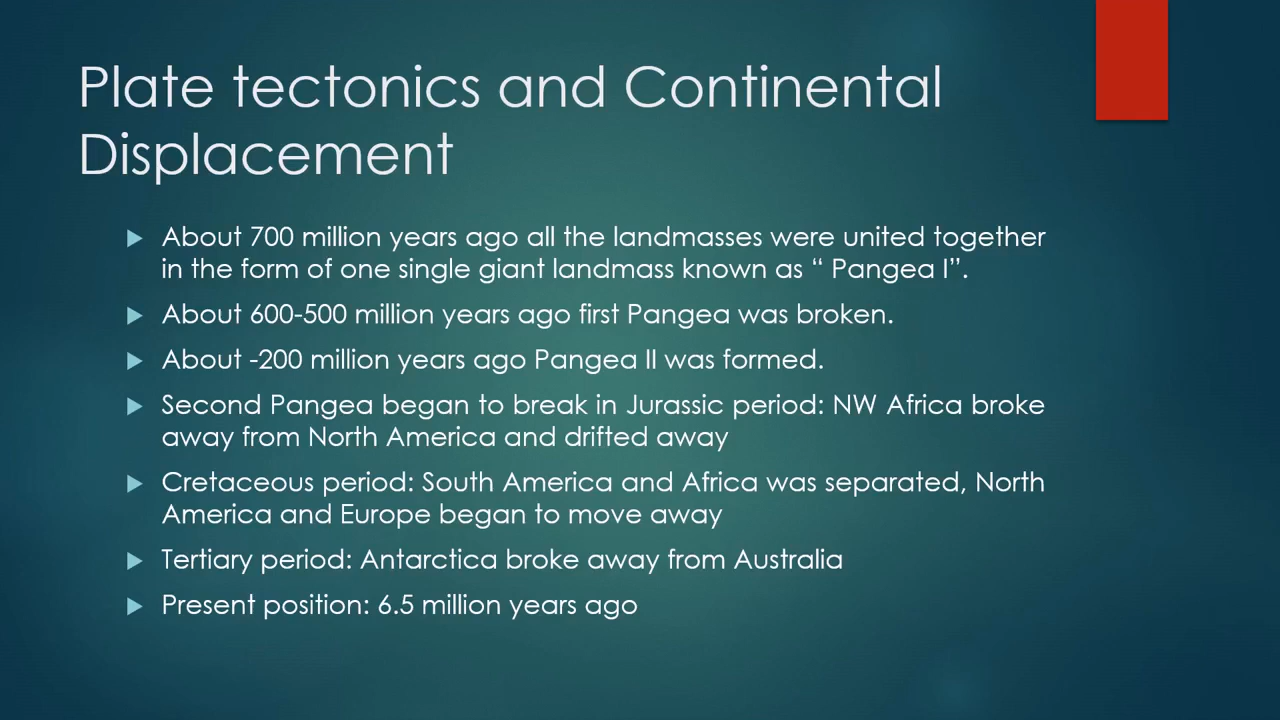 Plate tectonics and Continental
Displacement
About 700 million years ago all the landmasses were united together
in the form of one single giant landmass known as “ Pangea I”.
About 600-500 million years ago first Pangea was broken.
About -200 million years ago Pangea II was formed.
Second Pangea began to break in Jurassic period: NW Africa broke
away from North America and drifted away
Cretaceous period: South America and Africa was separated, North
America and Europe began to move away
Tertiary period: Antarctica broke away from Australia
Present position: 6.5 million years ago